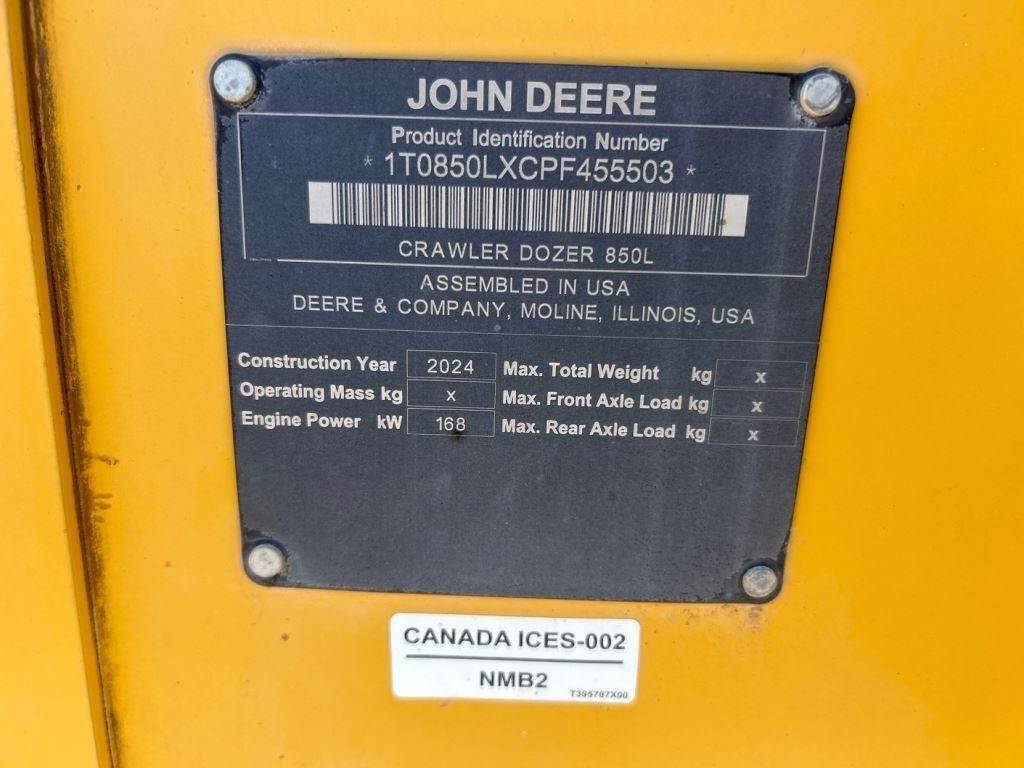 JOHN DEERE
Product Identification Number
* 1T0850LXCPF455503 *
CRAWLER DOZER 850L
ASSEMBLED IN USA
DEERE & COMPANY, MOLINE, ILLINOIS, USA
Construction Year 2024 Max. Total Weight kg x
Operating Mass kg x Max. Front Axle Load kg x
Engine Power kW 168 Max. Rear Axle Load kg x
CANADA ICES-002
NMB2
T395787X00